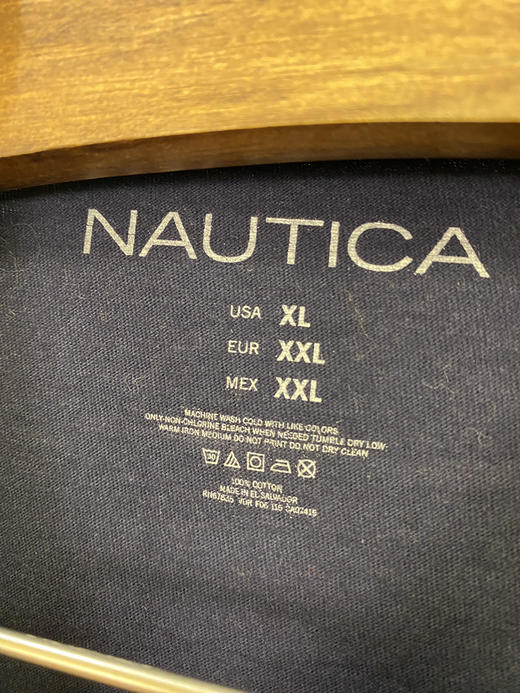 NAUTICA
USA XL
EUR XXL
MEX XXL
MACHINE WASH COLD WITH LIKE COLORS
ONLY-NON-CHLORINE BLEACH WHEN NEEDED TUMBLE DRY LOW
WARM IRON MEDIUM DO NOT PRINT DO NOT DRY CLEAN
30
100% COTTON
MADE IN EL SALVADOR